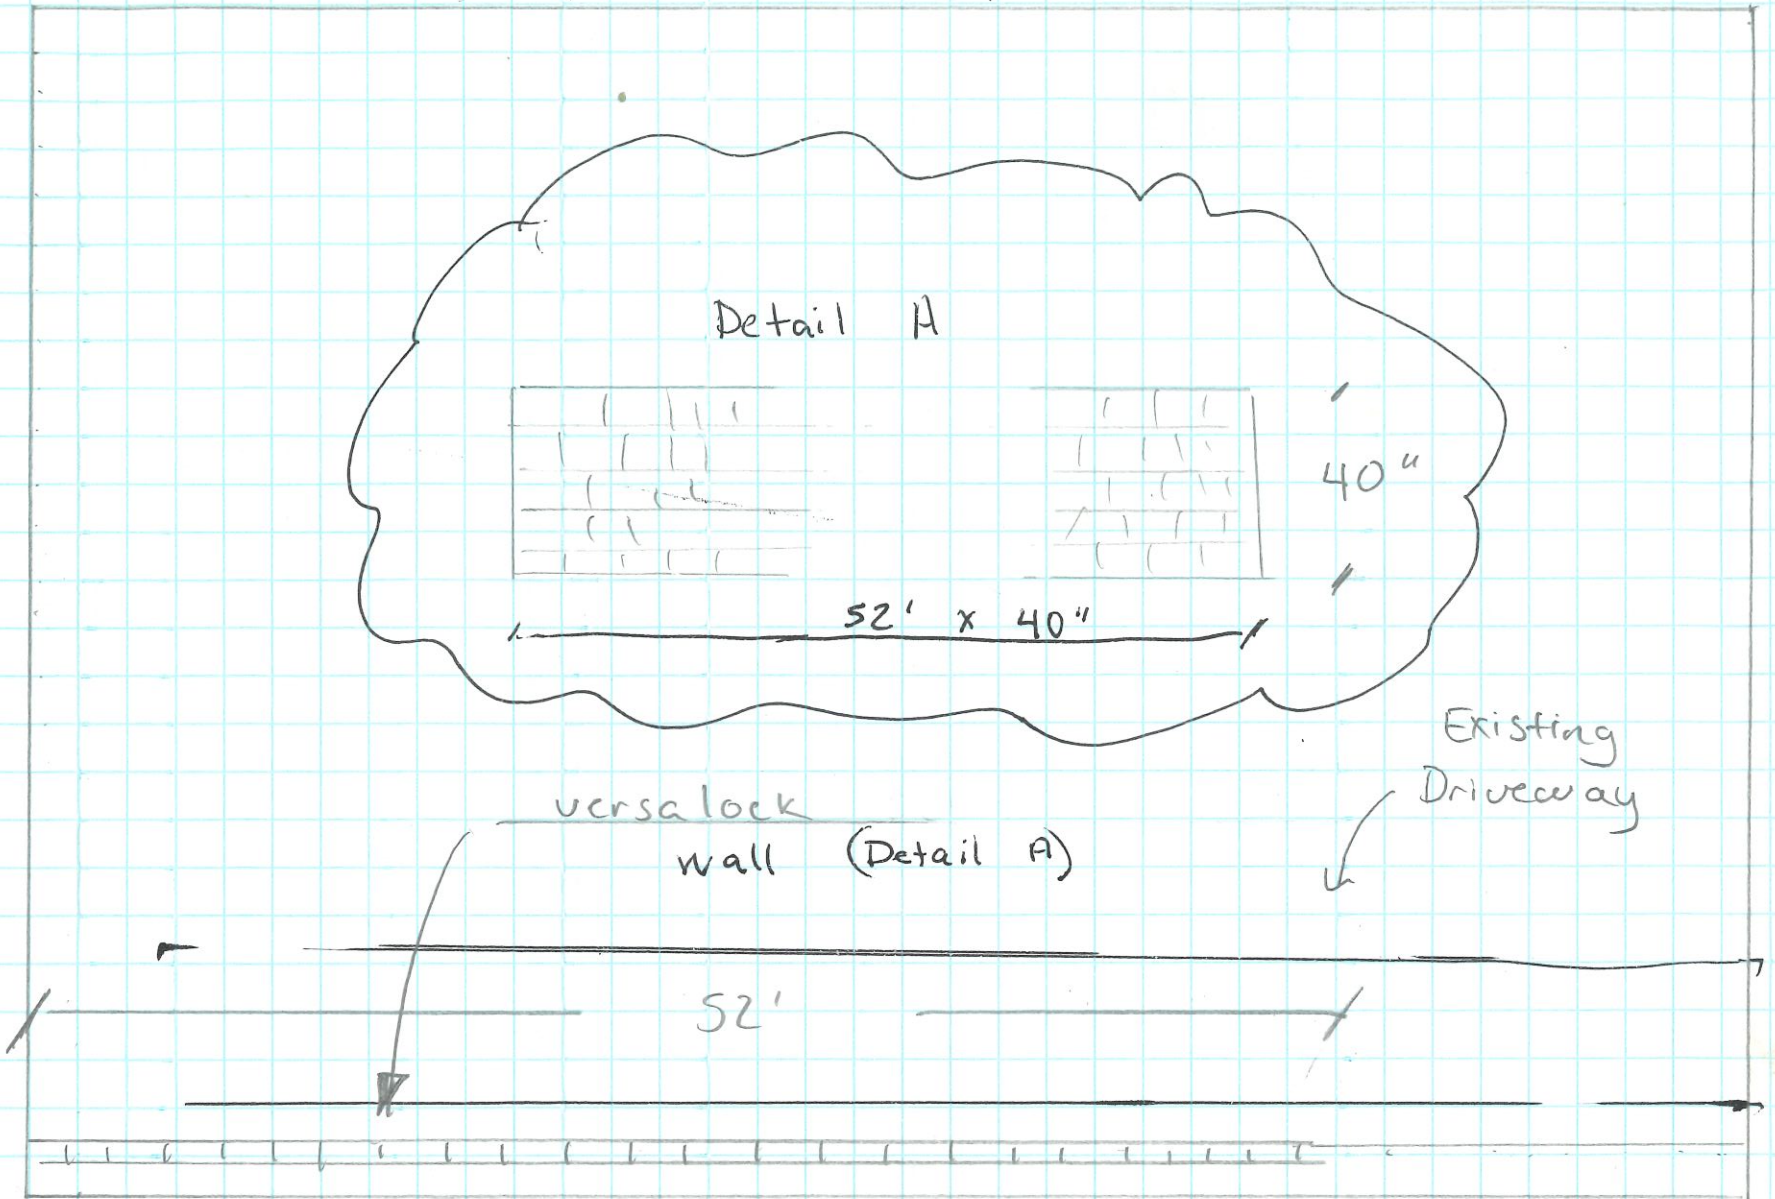 Detail A
40"
52' x 40"
Existing
Driveway
versalock
wall (Detail A)
52'